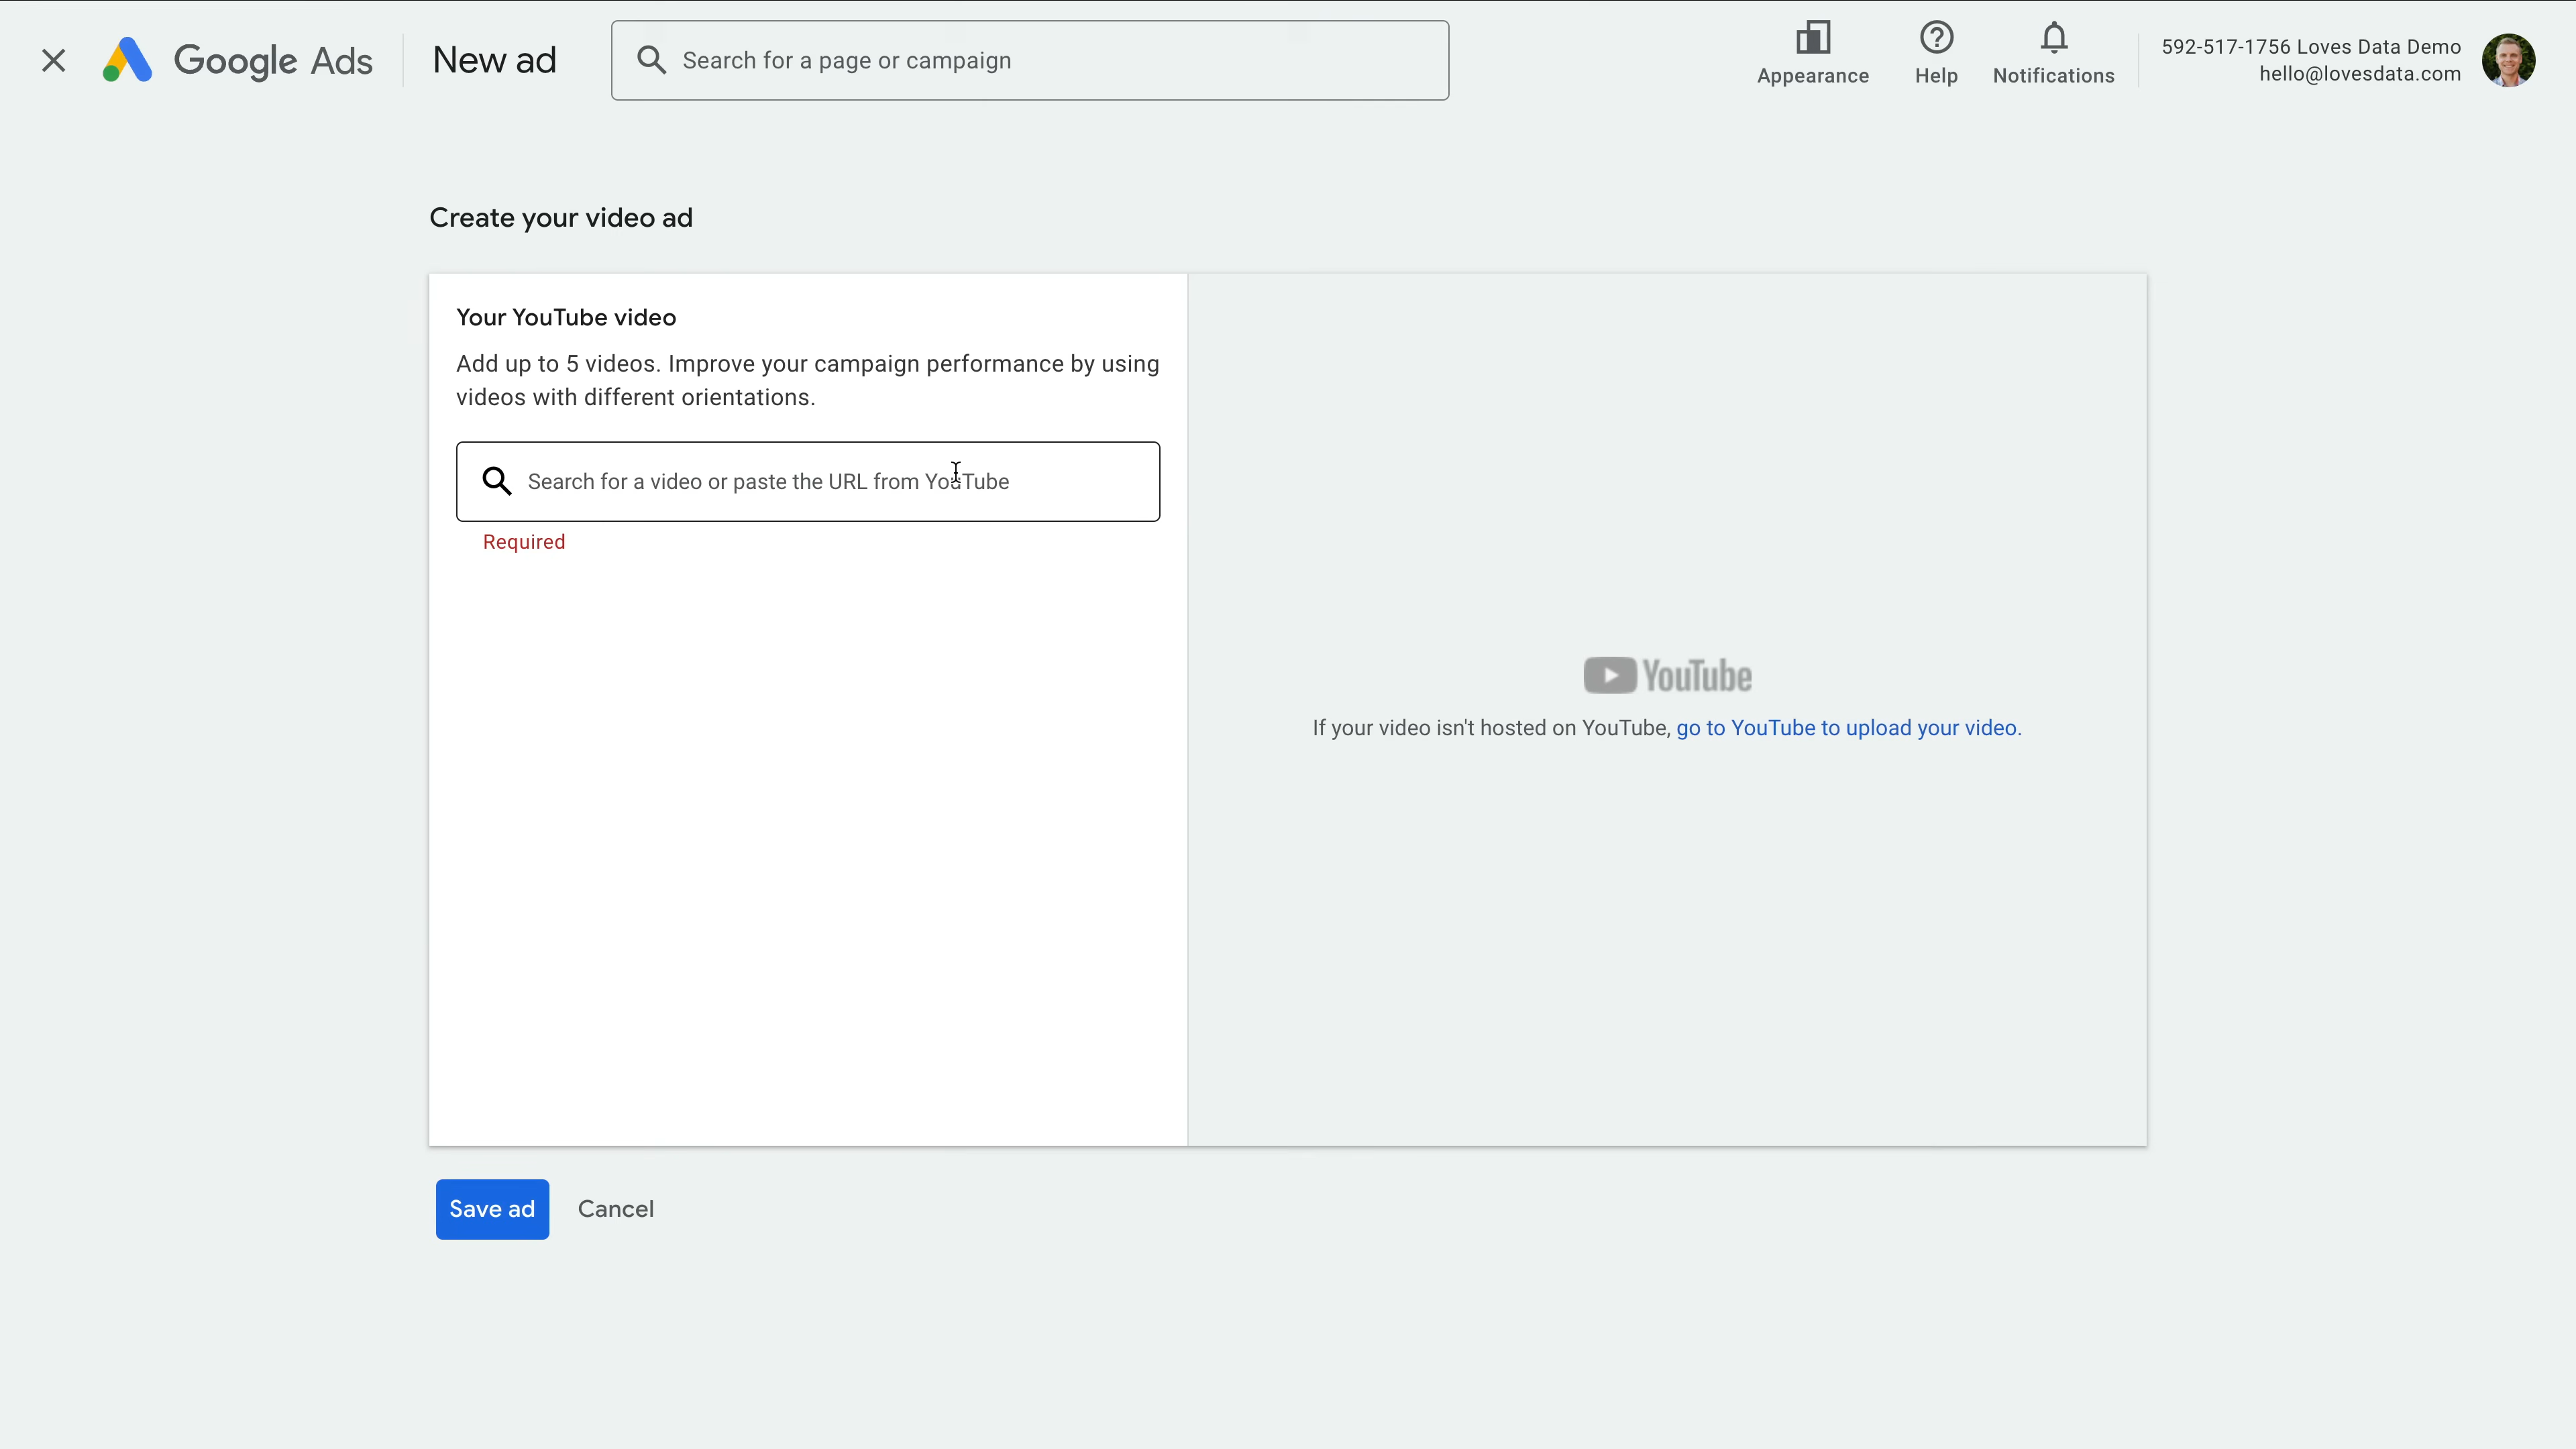 Google Ads
New ad
Search for a page or campaign
Appearance
Help
Notifications
592-517-1756 Loves Data Demo
hello@lovesdata.com
Create your video ad
Your YouTube video
Add up to 5 videos. Improve your campaign performance by using
videos with different orientations.
Search for a video or paste the URL from YouTube
Required
YouTube
If your video isn't hosted on YouTube, go to YouTube to upload your video.
Save ad
Cancel